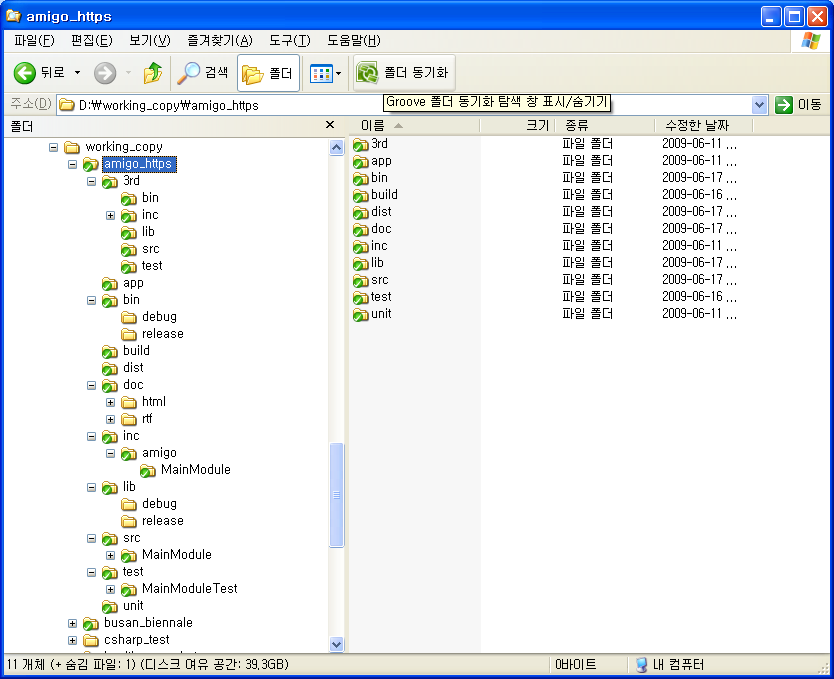 amigo_https
파일(F) 편집(E) 보기(V) 즐겨찾기(A) 도구(T) 도움말(H)
뒤로 검색 폴더 폴더 동기화
주소(D) D:₩working_copy₩amigo_https 이동
Groove 폴더 동기화 탐색 창 표시/숨기기
폴더
working_copy
amigo_https
3rd
bin
inc
lib
src
test
app
bin
debug
release
build
dist
doc
html
rtf
inc
amigo
MainModule
lib
debug
release
src
MainModule
test
MainModuleTest
unit
busan_biennale
csharp_test
이름 크기 종류 수정한 날짜
3rd 파일 폴더 2009-06-11 ...
app 파일 폴더 2009-06-11 ...
bin 파일 폴더 2009-06-17 ...
build 파일 폴더 2009-06-16 ...
dist 파일 폴더 2009-06-17 ...
doc 파일 폴더 2009-06-17 ...
inc 파일 폴더 2009-06-11 ...
lib 파일 폴더 2009-06-17 ...
src 파일 폴더 2009-06-17 ...
test 파일 폴더 2009-06-16 ...
unit 파일 폴더 2009-06-11 ...
11 개체 (+ 숨김 파일: 1) (디스크 여유 공간: 39,3GB) 0바이트 내 컴퓨터